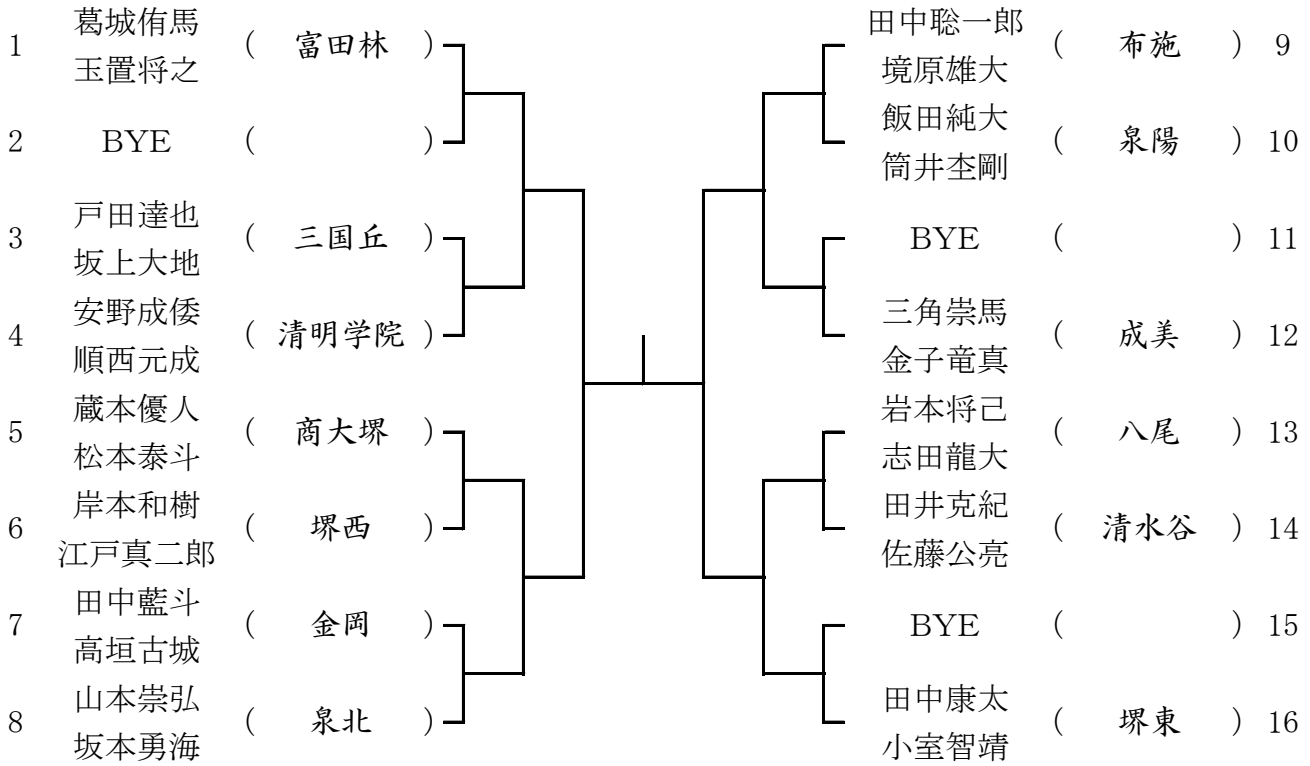 葛城侑馬
1 ( 富田林 )
玉置将之
2 BYE ( )
戸田達也
3 ( 三国丘 )
坂上大地
安野成倭
4 ( 清明学院 )
順西元成
蔵本優人
5 ( 商大堺 )
松本泰斗
岸本和樹
6 ( 堺西 )
江戸真二郎
田中藍斗
7 ( 金岡 )
高垣古城
山本崇弘
8 ( 泉北 )
坂本勇海
田中聡一郎
( 布施 ) 9
境原雄大
飯田純大
( 泉陽 ) 10
筒井杢剛
BYE ( ) 11
三角崇馬
( 成美 ) 12
金子竜真
岩本将己
( 八尾 ) 13
志田龍大
田井克紀
( 清水谷 ) 14
佐藤公亮
BYE ( ) 15
田中康太
( 堺東 ) 16
小室智靖